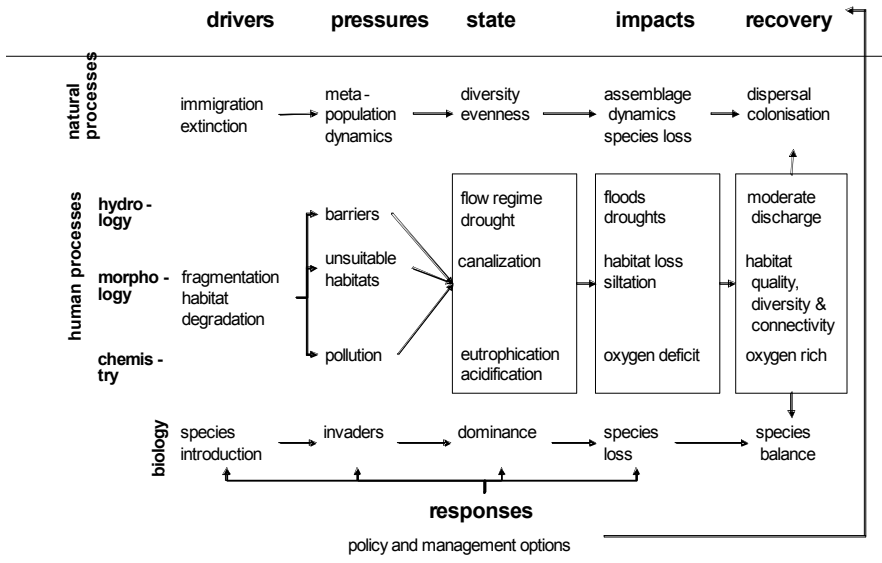 drivers pressures state impacts recovery
natural
processes
immigration
extinction
meta -
population
dynamics
diversity
evenness
assemblage
dynamics
species loss
dispersal
colonisation
human processes
hydro -
logy
barriers
flow regime
drought
floods
droughts
moderate
discharge
morpho -
logy
fragmentation
habitat
degradation
unsuitable
habitats
canalization
habitat loss
siltation
habitat
quality,
diversity &
connectivity
chemis -
try
pollution
eutrophication
acidification
oxygen deficit
oxygen rich
biology
species
introduction
invaders
dominance
species
loss
species
balance
responses
policy and management options